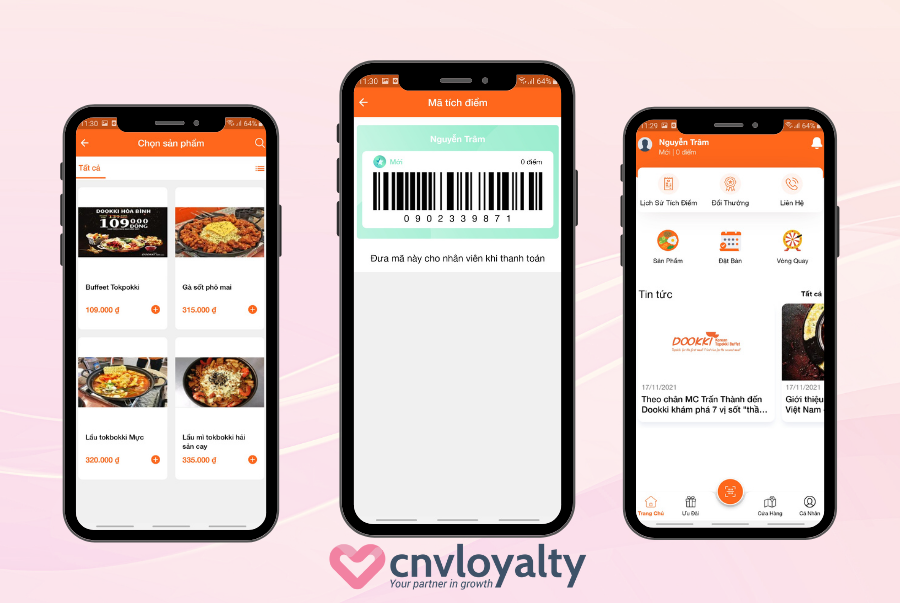 11:30
64%
Chọn sản phẩm
Tất cả
DOOKKI HÒA BÌNH
109000
ĐỒNG
Buffeet Tokpokki
109.000 ₫
Gà sốt phô mai
315.000 ₫
Lẩu tokbokki Mực
320.000 ₫
Lẩu mì tokbokki hải
sản cay
335.000 ₫
11:30
64%
Mã tích điểm
Nguyễn Trâm
Mới
0 điểm
0902339871
Đưa mã này cho nhân viên khi thanh toán
11:29
64%
Nguyễn Trâm
Mới | 0 điểm
Lịch Sử Tích Điểm
Đổi Thưởng
Liên Hệ
Sản Phẩm
Đặt Bàn
Vòng Quay
Tin tức
Tất cả
DOOKKI
Korean
Topokki Buffet
17/11/2021
Theo chân MC Trấn Thành đến
Dookki khám phá 7 vị sốt "thầ...
17/11/2021
Giới thiệu
Việt Nam
Trang Chủ
Ưu Đãi
Cửa Hàng
Cá Nhân
cnvloyalty
Your partner in growth